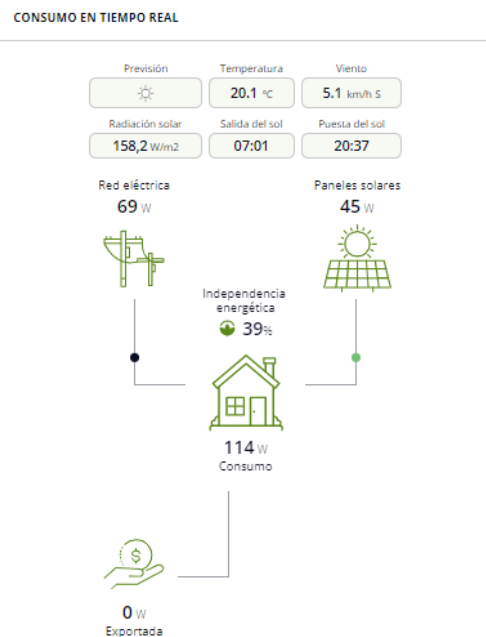 CONSUMO EN TIEMPO REAL
Previsión Temperatura Viento
20.1 ºC 5.1 km/h S
Radiación solar Salida del sol Puesta del sol
158,2 W/m2 07:01 20:37
Red eléctrica Paneles solares
69 W 45 W
Independencia
energética
39%
114 W
Consumo
$
0 W
Exportada